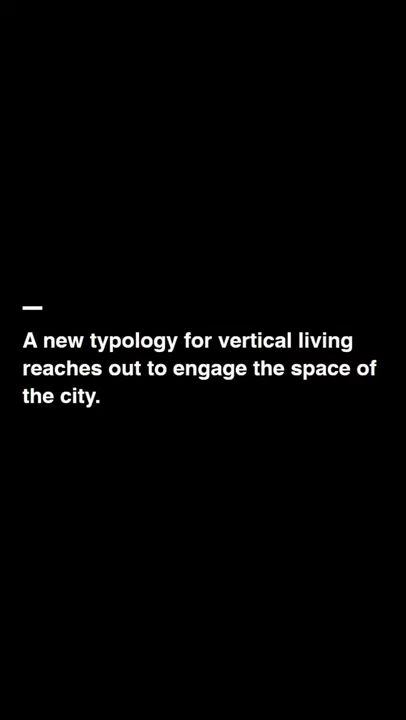 A new typology for vertical living
reaches out to engage the space of
the city.